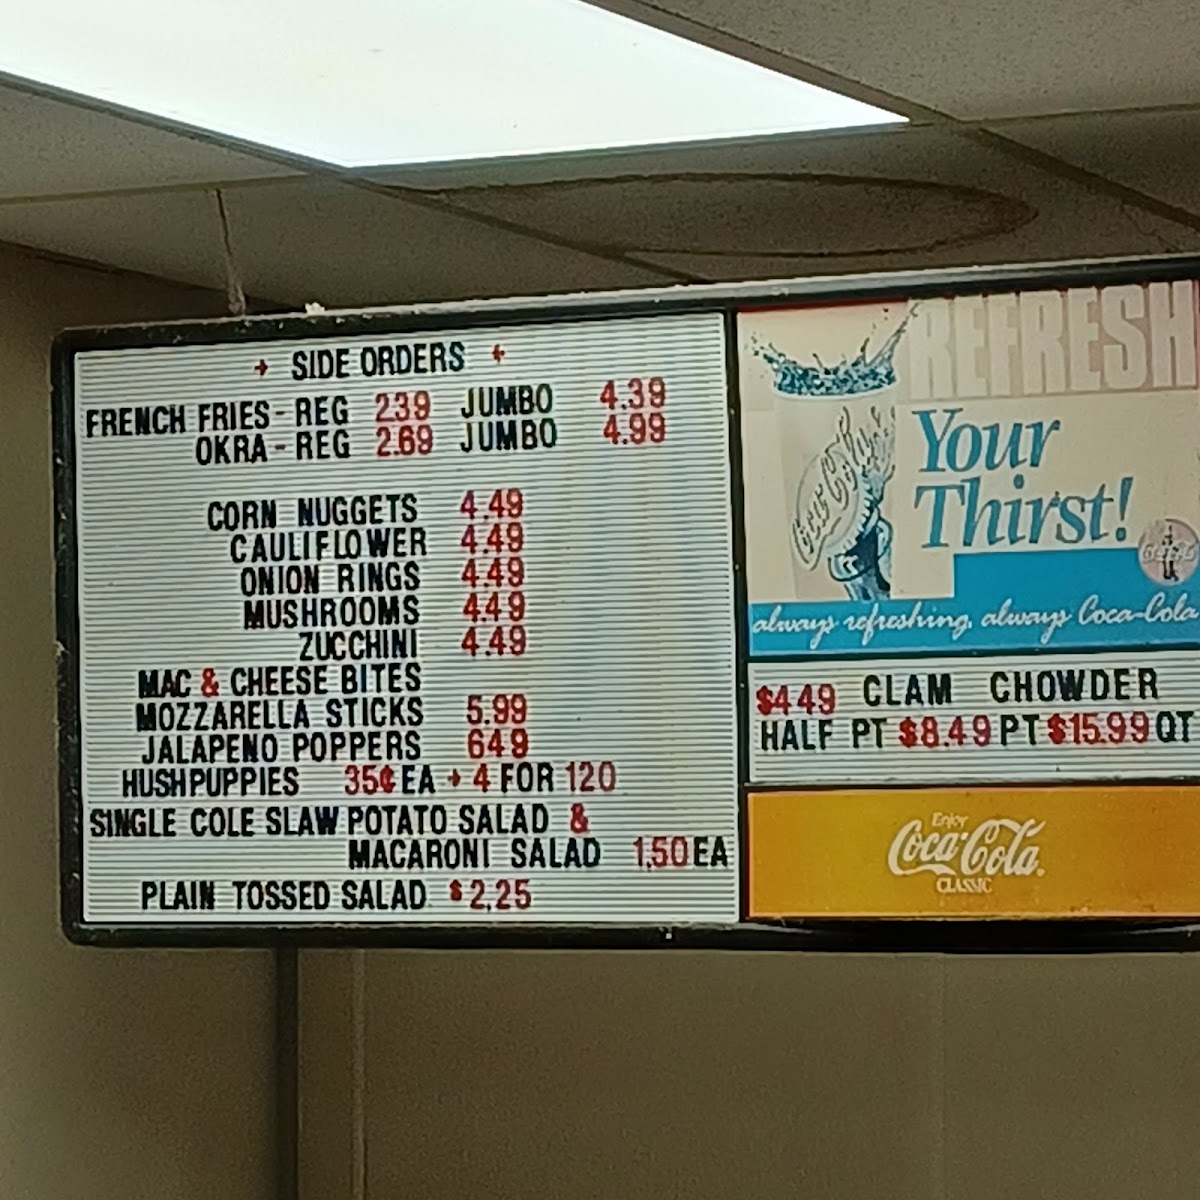 SIDE ORDERS
FRENCH FRIES - REG 239 JUMBO 4.39
OKRA - REG 2.69 JUMBO 4.99
CORN NUGGETS 4.49
CAULIFLOWER 4.49
ONION RINGS 4.49
MUSHROOMS 4.49
ZUCCHINI 4.49
MAC & CHEESE BITES
MOZZARELLA STICKS 5.99
JALAPENO POPPERS 649
HUSHPUPPIES 35¢ EA 4 FOR 120
SINGLE COLE SLAW POTATO SALAD &
MACARONI SALAD 1.50 EA
PLAIN TOSSED SALAD $2.25
REFRESH
Your
Thirst!
Coca-Cola
always refreshing, always Coca-Cola
$449 CLAM CHOWDER
HALF PT $8.49 PT $15.99 QT
Enjoy
Coca-Cola
CLASSIC